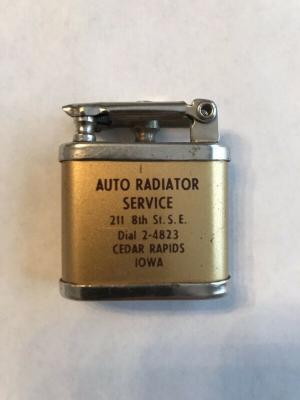 AUTO RADIATOR
SERVICE
211 8th St. S. E.
Dial 2-4823
CEDAR RAPIDS
IOWA